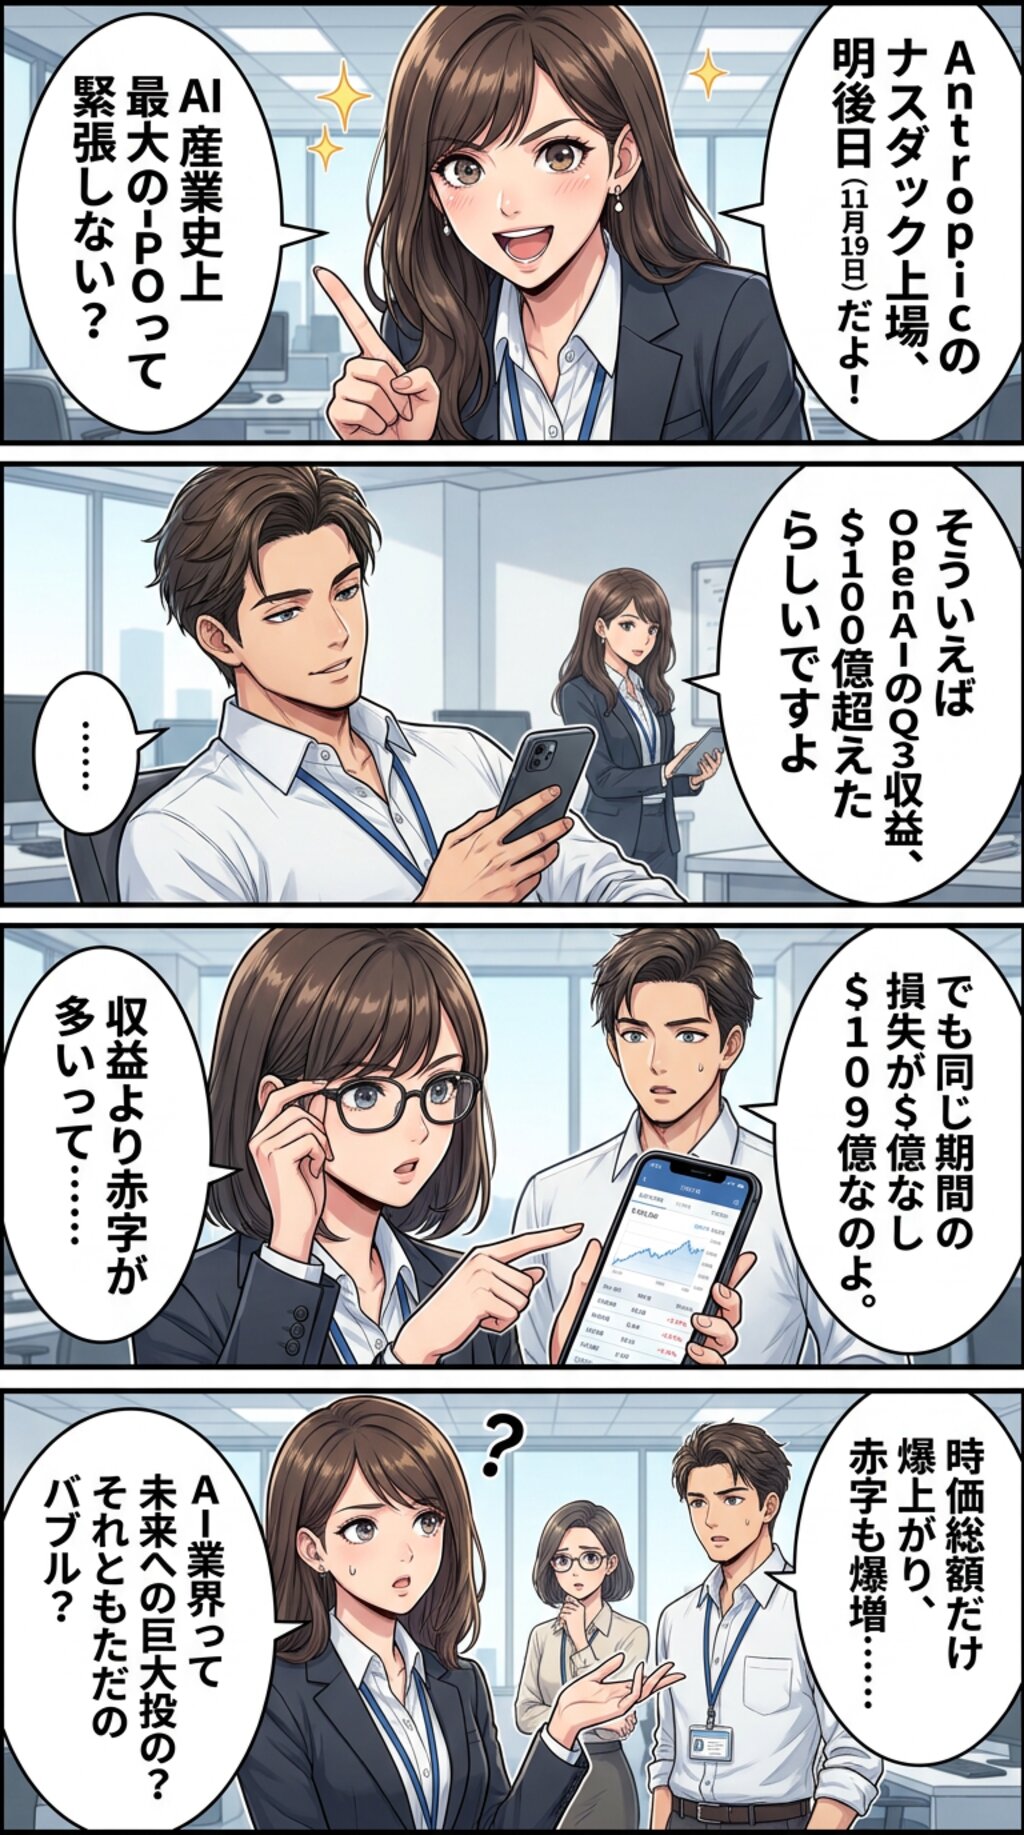 Antropicの
ナスダック上場、
明後日(11月19日)だよ!
AI産業史上
最大のIPOって
緊張しない?
そういえば
OpenAIのQ3収益、
$100億超えた
らしいですよ
……
でも同じ期間の
損失が$億なし
$109億なのよ。
収益より赤字が
多いって……
時価総額だけ
爆上がり、
赤字も爆増……
?
AI業界って
未来への巨大投の?
それともただの
バブル?